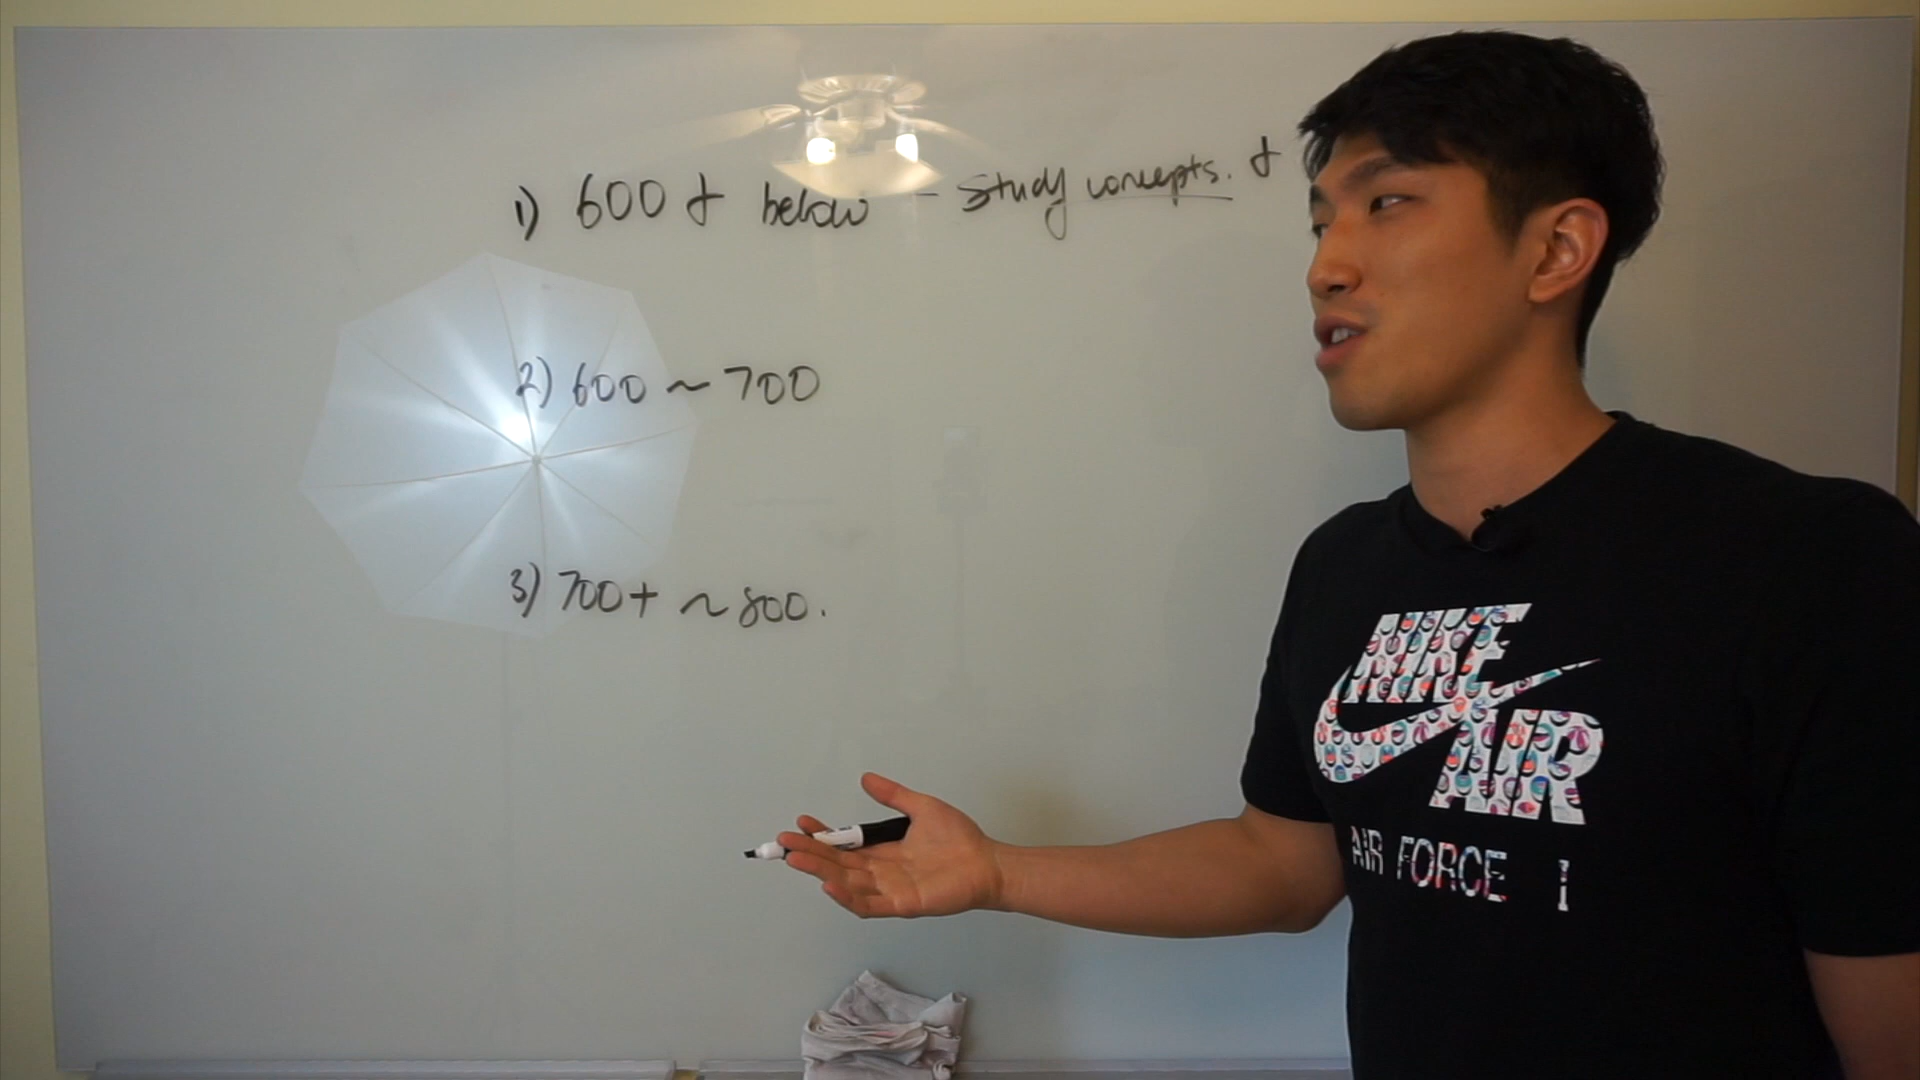 1) 600 & below - Study concepts. &
2) 600 ~ 700
3) 700+ ~ 800.
NIKE
AIR
AIR FORCE 1